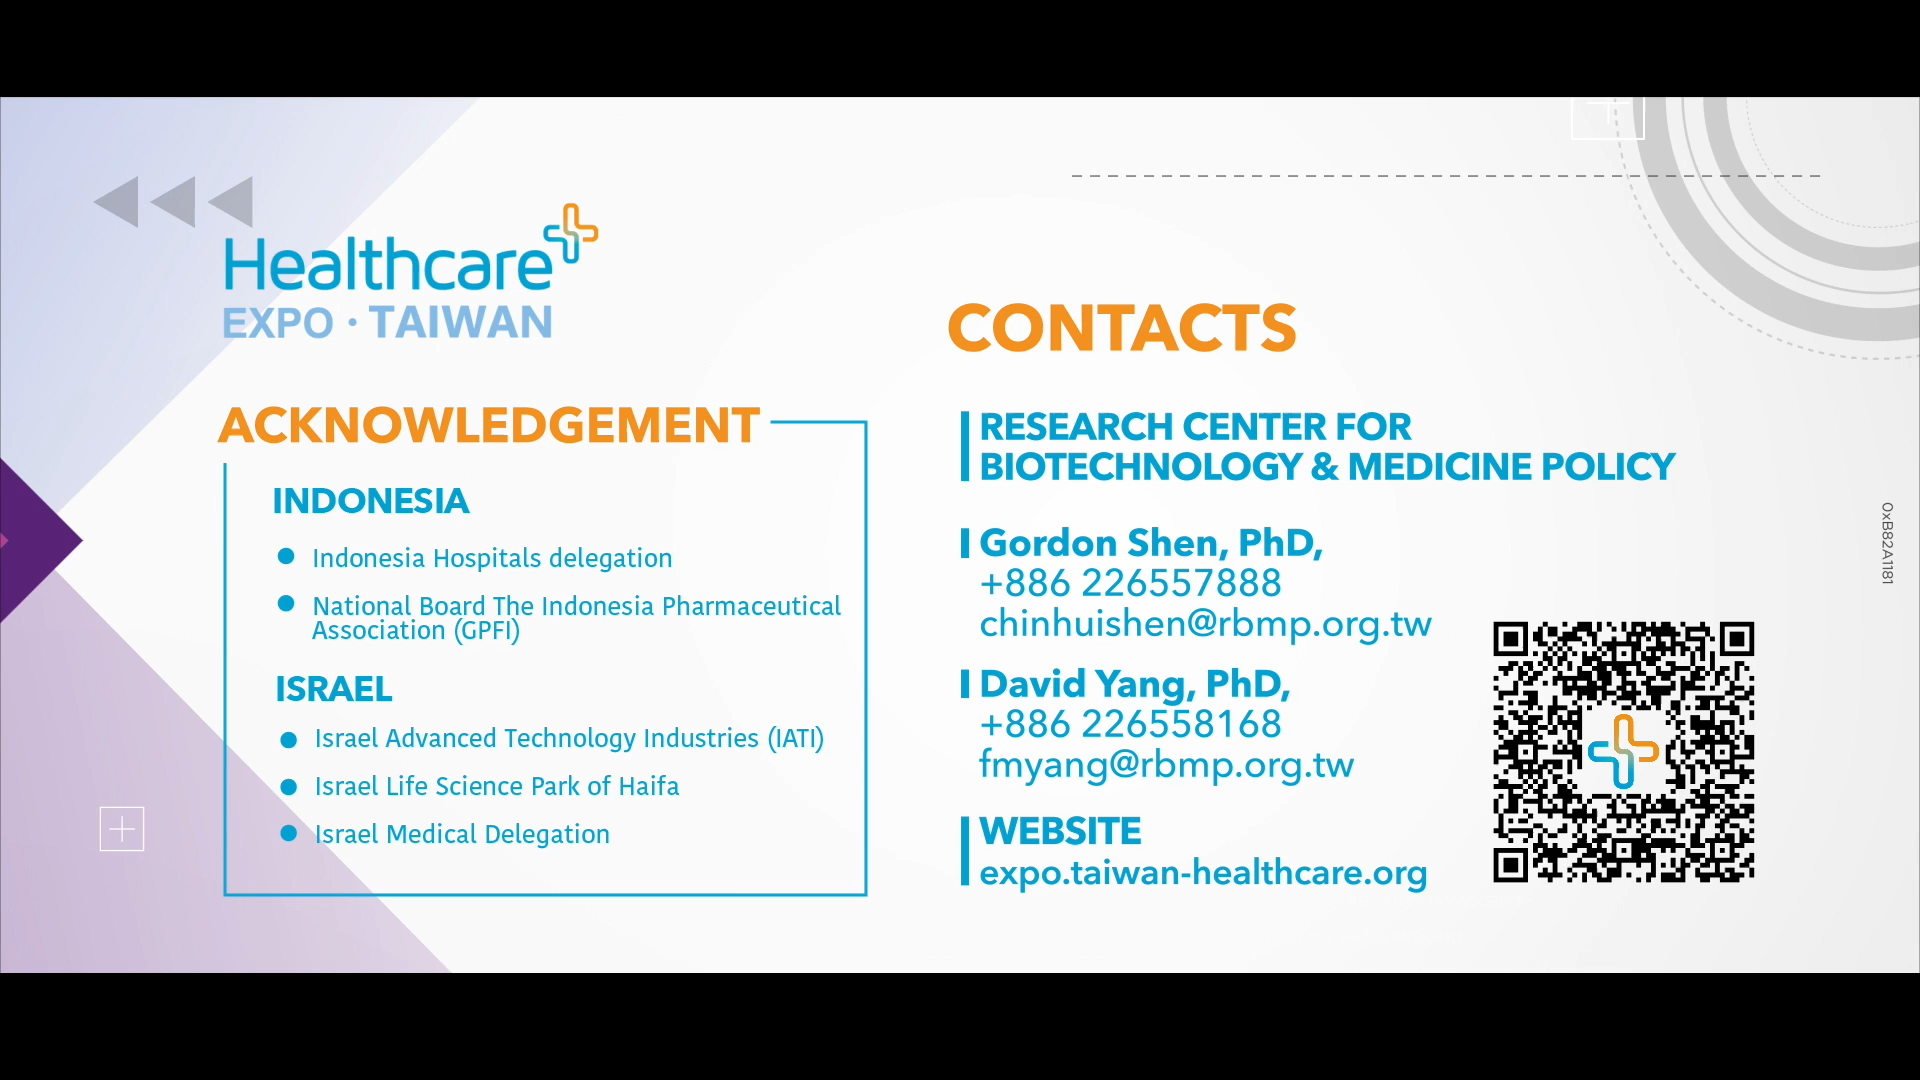 Healthcare
EXPO · TAIWAN
ACKNOWLEDGEMENT
INDONESIA
Indonesia Hospitals delegation
National Board The Indonesia Pharmaceutical
Association (GPFI)
ISRAEL
Israel Advanced Technology Industries (IATI)
Israel Life Science Park of Haifa
Israel Medical Delegation
CONTACTS
RESEARCH CENTER FOR
BIOTECHNOLOGY & MEDICINE POLICY
Gordon Shen, PhD,
+886 226557888
chinhuishen@rbmp.org.tw
David Yang, PhD,
+886 226558168
fmyang@rbmp.org.tw
WEBSITE
expo.taiwan-healthcare.org
0xB82A1181